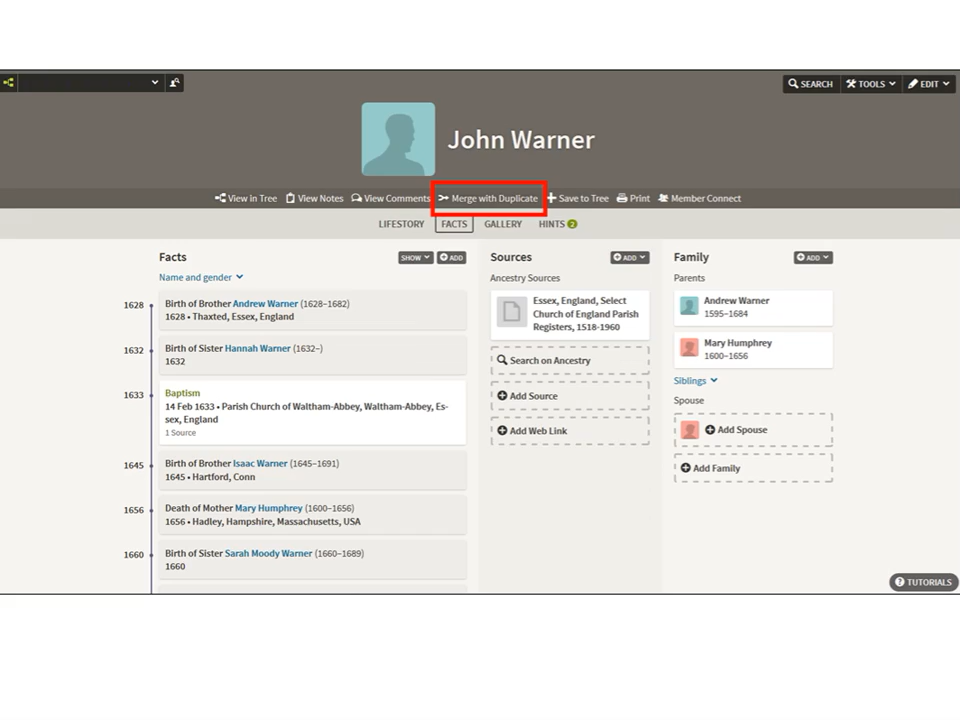 SEARCH TOOLS EDIT
John Warner
View in Tree View Notes View Comments Merge with Duplicate Save to Tree Print Member Connect
LIFESTORY FACTS GALLERY HINTS 2
Facts SHOW ADD
Name and gender
1628
Birth of Brother Andrew Warner (1628–1682)
1628 • Thaxted, Essex, England
1632
Birth of Sister Hannah Warner (1632–)
1632
1633
Baptism
14 Feb 1633 • Parish Church of Waltham-Abbey, Waltham-Abbey, Es-
sex, England
1 Source
1645
Birth of Brother Isaac Warner (1645–1691)
1645 • Hartford, Conn
1656
Death of Mother Mary Humphrey (1600–1656)
1656 • Hadley, Hampshire, Massachusetts, USA
1660
Birth of Sister Sarah Moody Warner (1660–1689)
1660
Sources ADD
Ancestry Sources
Essex, England, Select
Church of England Parish
Registers, 1518-1960
Search on Ancestry
Add Source
Add Web Link
Family ADD
Parents
Andrew Warner
1595–1684
Mary Humphrey
1600–1656
Siblings
Spouse
Add Spouse
Add Family
TUTORIALS